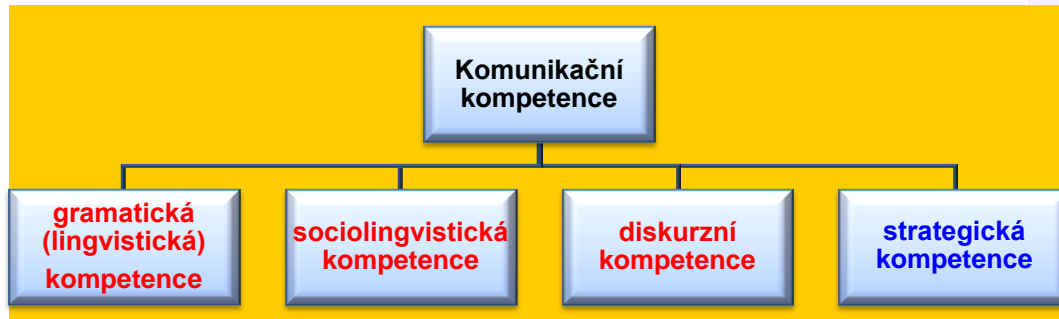 Komunikační
kompetence
gramatická
(lingvistická)
kompetence
sociolingvistická
kompetence
diskurzní
kompetence
strategická
kompetence